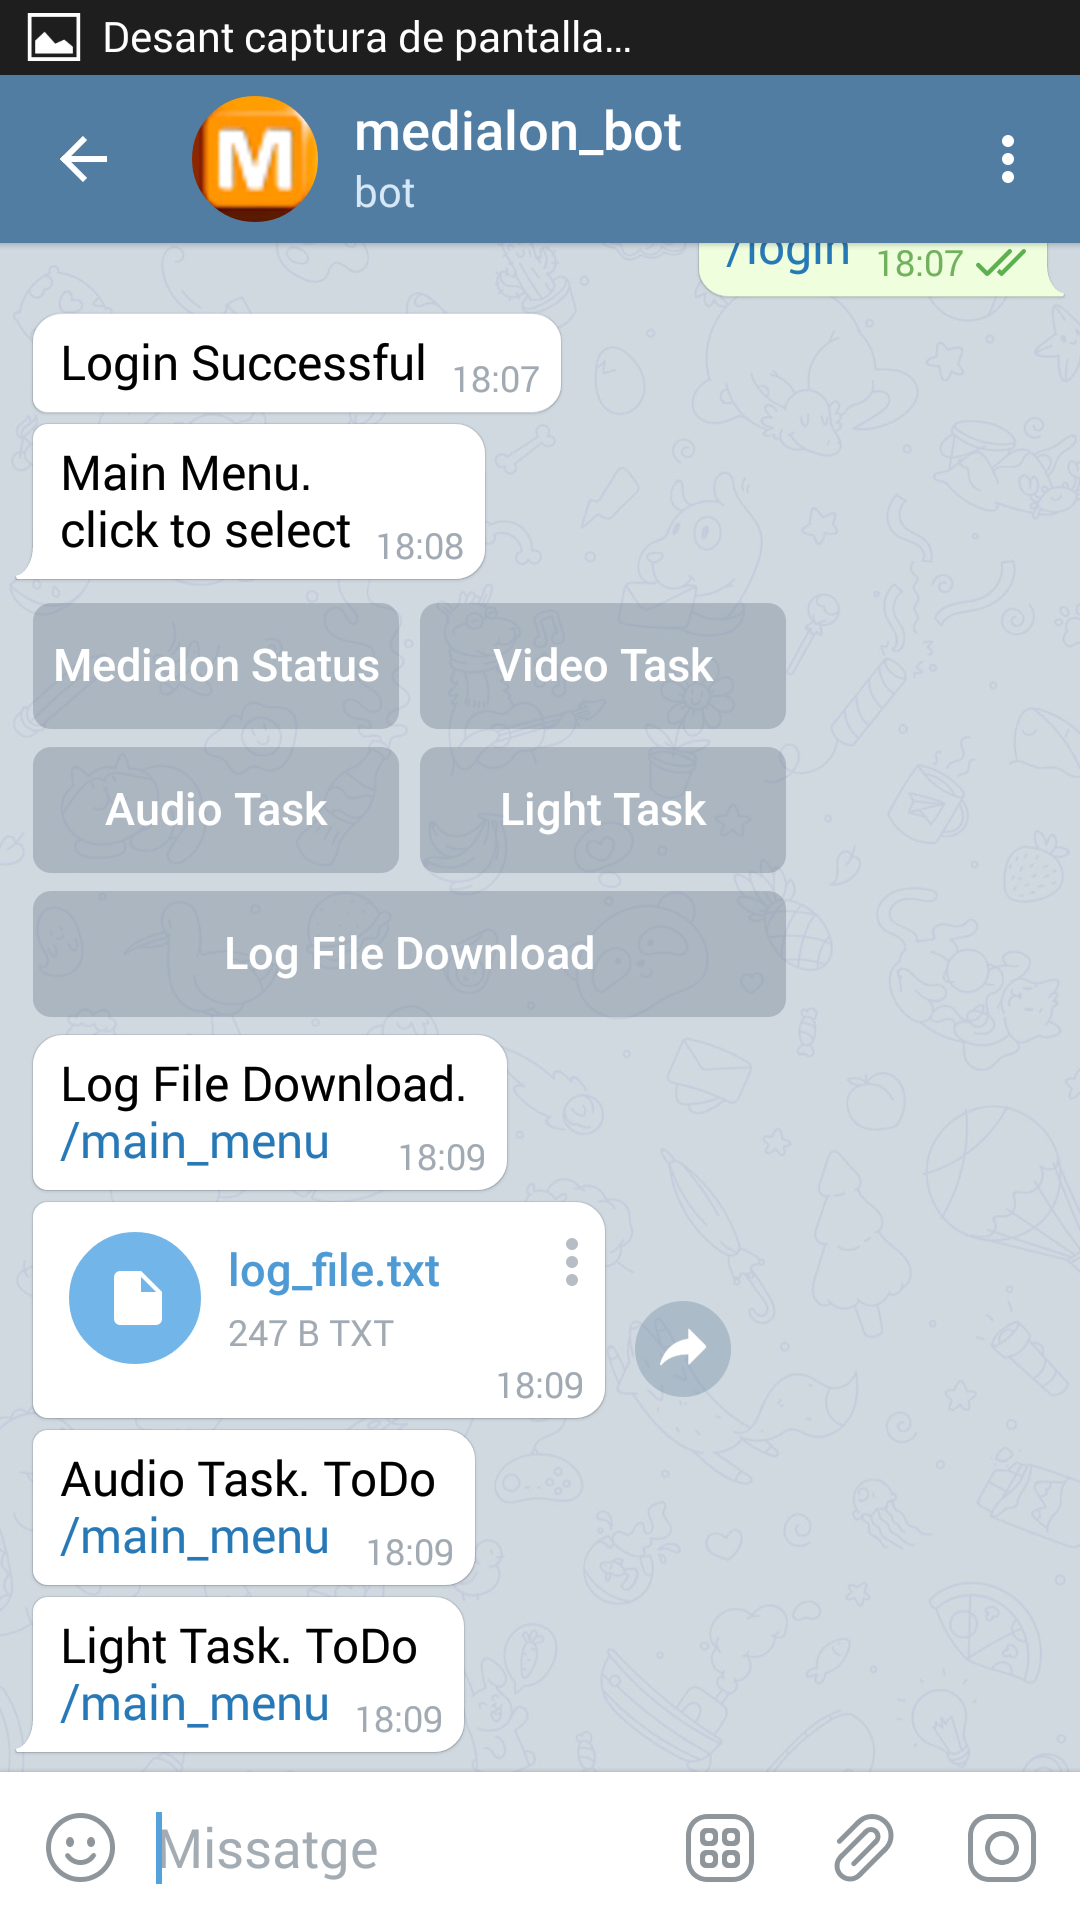 Desant captura de pantalla...
M
medialon_bot
bot
/login 18:07
Login Successful 18:07
Main Menu.
click to select 18:08
Medialon Status
Video Task
Audio Task
Light Task
Log File Download
Log File Download.
/main_menu 18:09
log_file.txt
247 B TXT
18:09
Audio Task. ToDo
/main_menu 18:09
Light Task. ToDo
/main_menu 18:09
Missatge